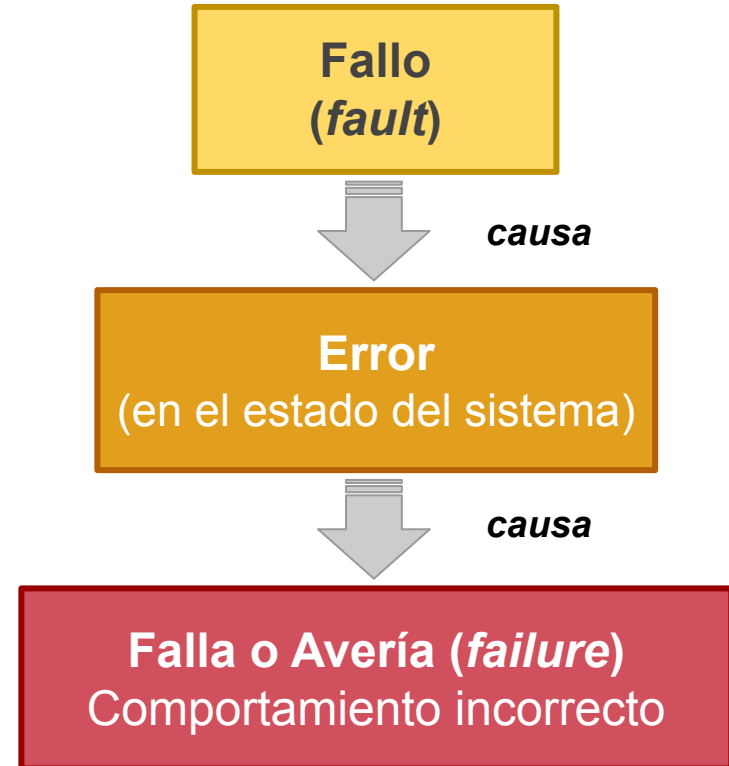 Fallo
(fault)
causa
Error
(en el estado del sistema)
causa
Falla o Avería (failure)
Comportamiento incorrecto